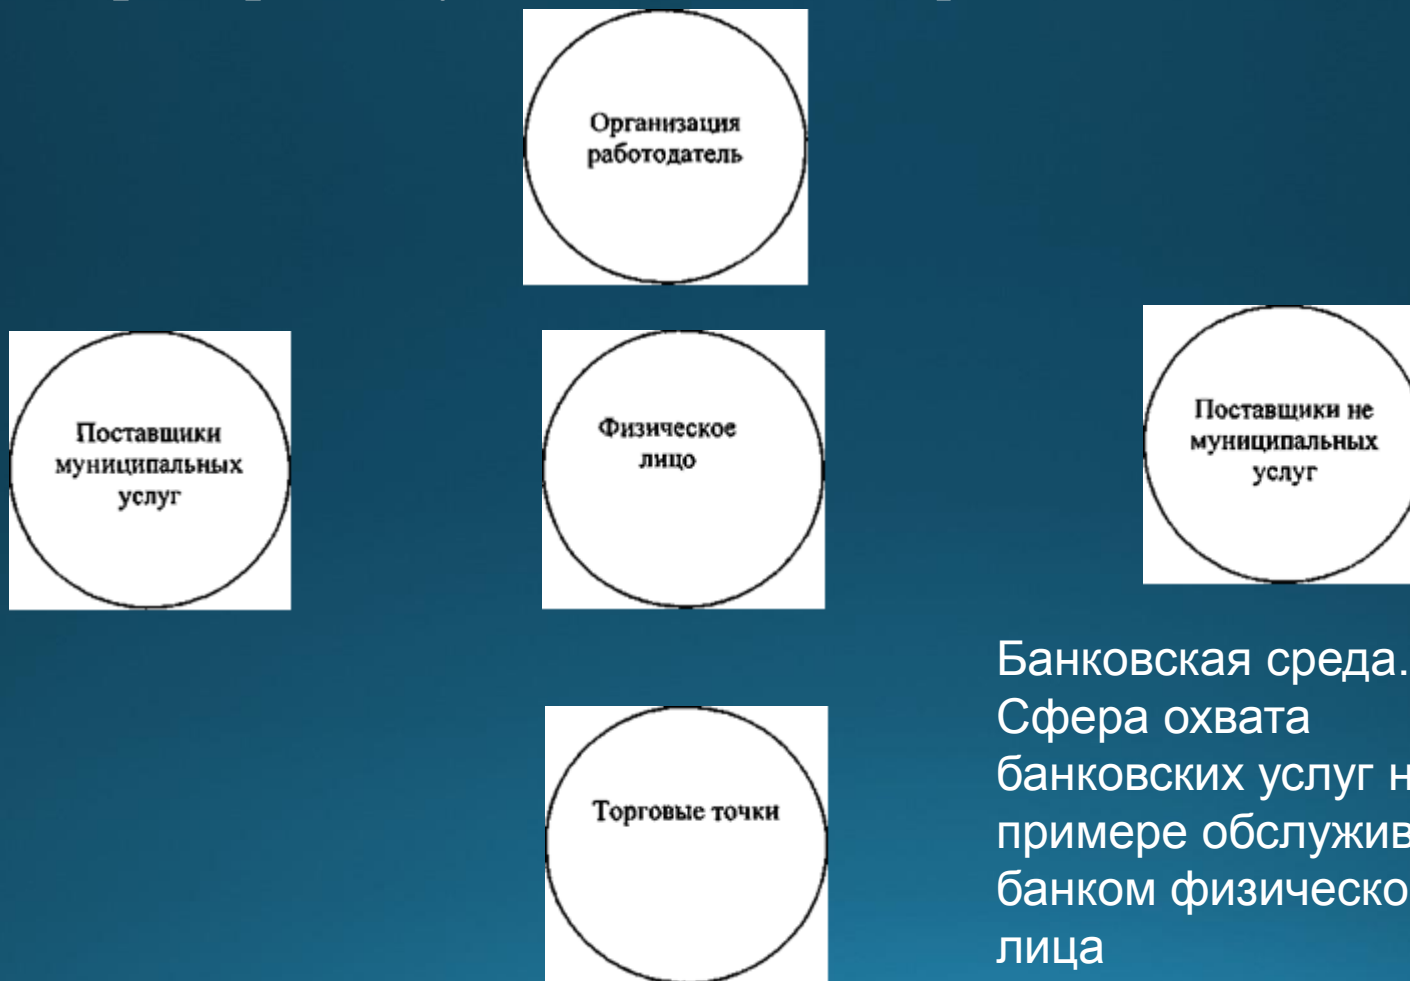 Организация
работодатель
Поставщики
муниципальных
услуг
Физическое
лицо
Поставщики не
муниципальных
услуг
Торговые точки
Банковская среда.
Сфера охвата
банковских услуг
примере
банком
лица